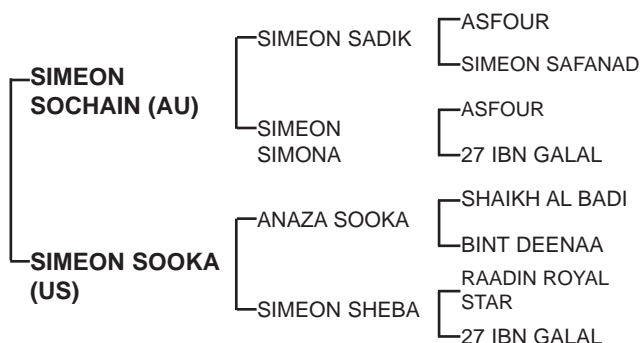 ASFOUR
SIMEON SADIK
SIMEON SAFANAD
SIMEON
SOCHAIN (AU)
ASFOUR
SIMEON
SIMONA
27 IBN GALAL
SHAIKH AL BADI
ANAZA SOOKA
BINT DEENAA
SIMEON SOOKA
(US)
RAADIN ROYAL
STAR
SIMEON SHEBA
27 IBN GALAL